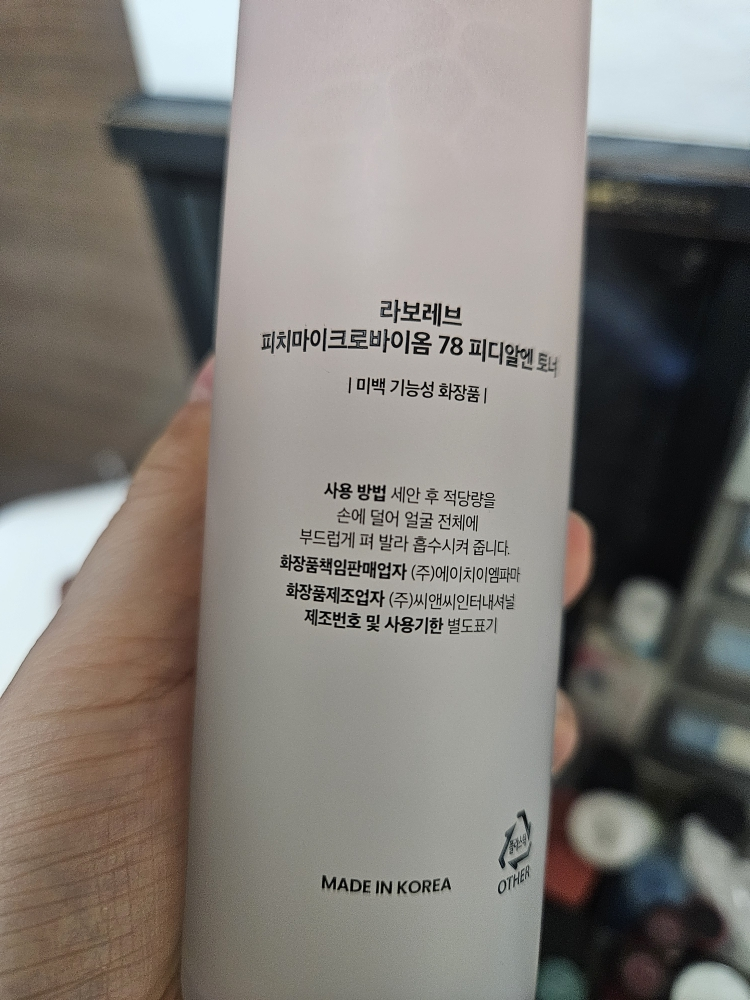 라보레브
피치마이크로바이옴 78 피디알엔 토너
| 미백 기능성 화장품 |
사용 방법 세안 후 적당량을
손에 덜어 얼굴 전체에
부드럽게 펴 발라 흡수시켜 줍니다.
화장품책임판매업자 (주)에이치이엠파마
화장품제조업자 (주)씨앤씨인터내셔널
제조번호 및 사용기한 별도표기
플라스틱
OTHER
MADE IN KOREA